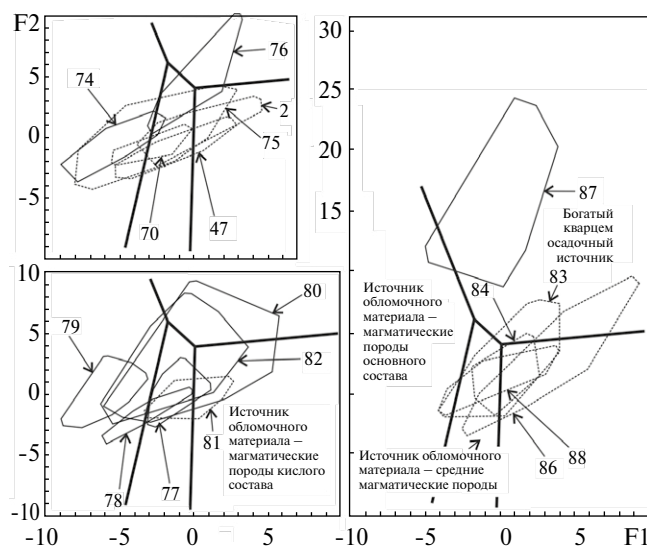 F2
5
0
-5
74
76
2
75
70
47
10
5
0
-5
-10
79
80
82
81
77
78
Источник
обломочного
материала –
магматические
породы кислого
состава
-10
-5
0
5
30
25
20
15
87
Богатый
кварцем
осадочный
источник
83
84
Источник
обломочного
материала –
магматические
породы
основного
состава
88
86
Источник обломочного
материала – средние
магматические породы
-10
-5
0
5
F1